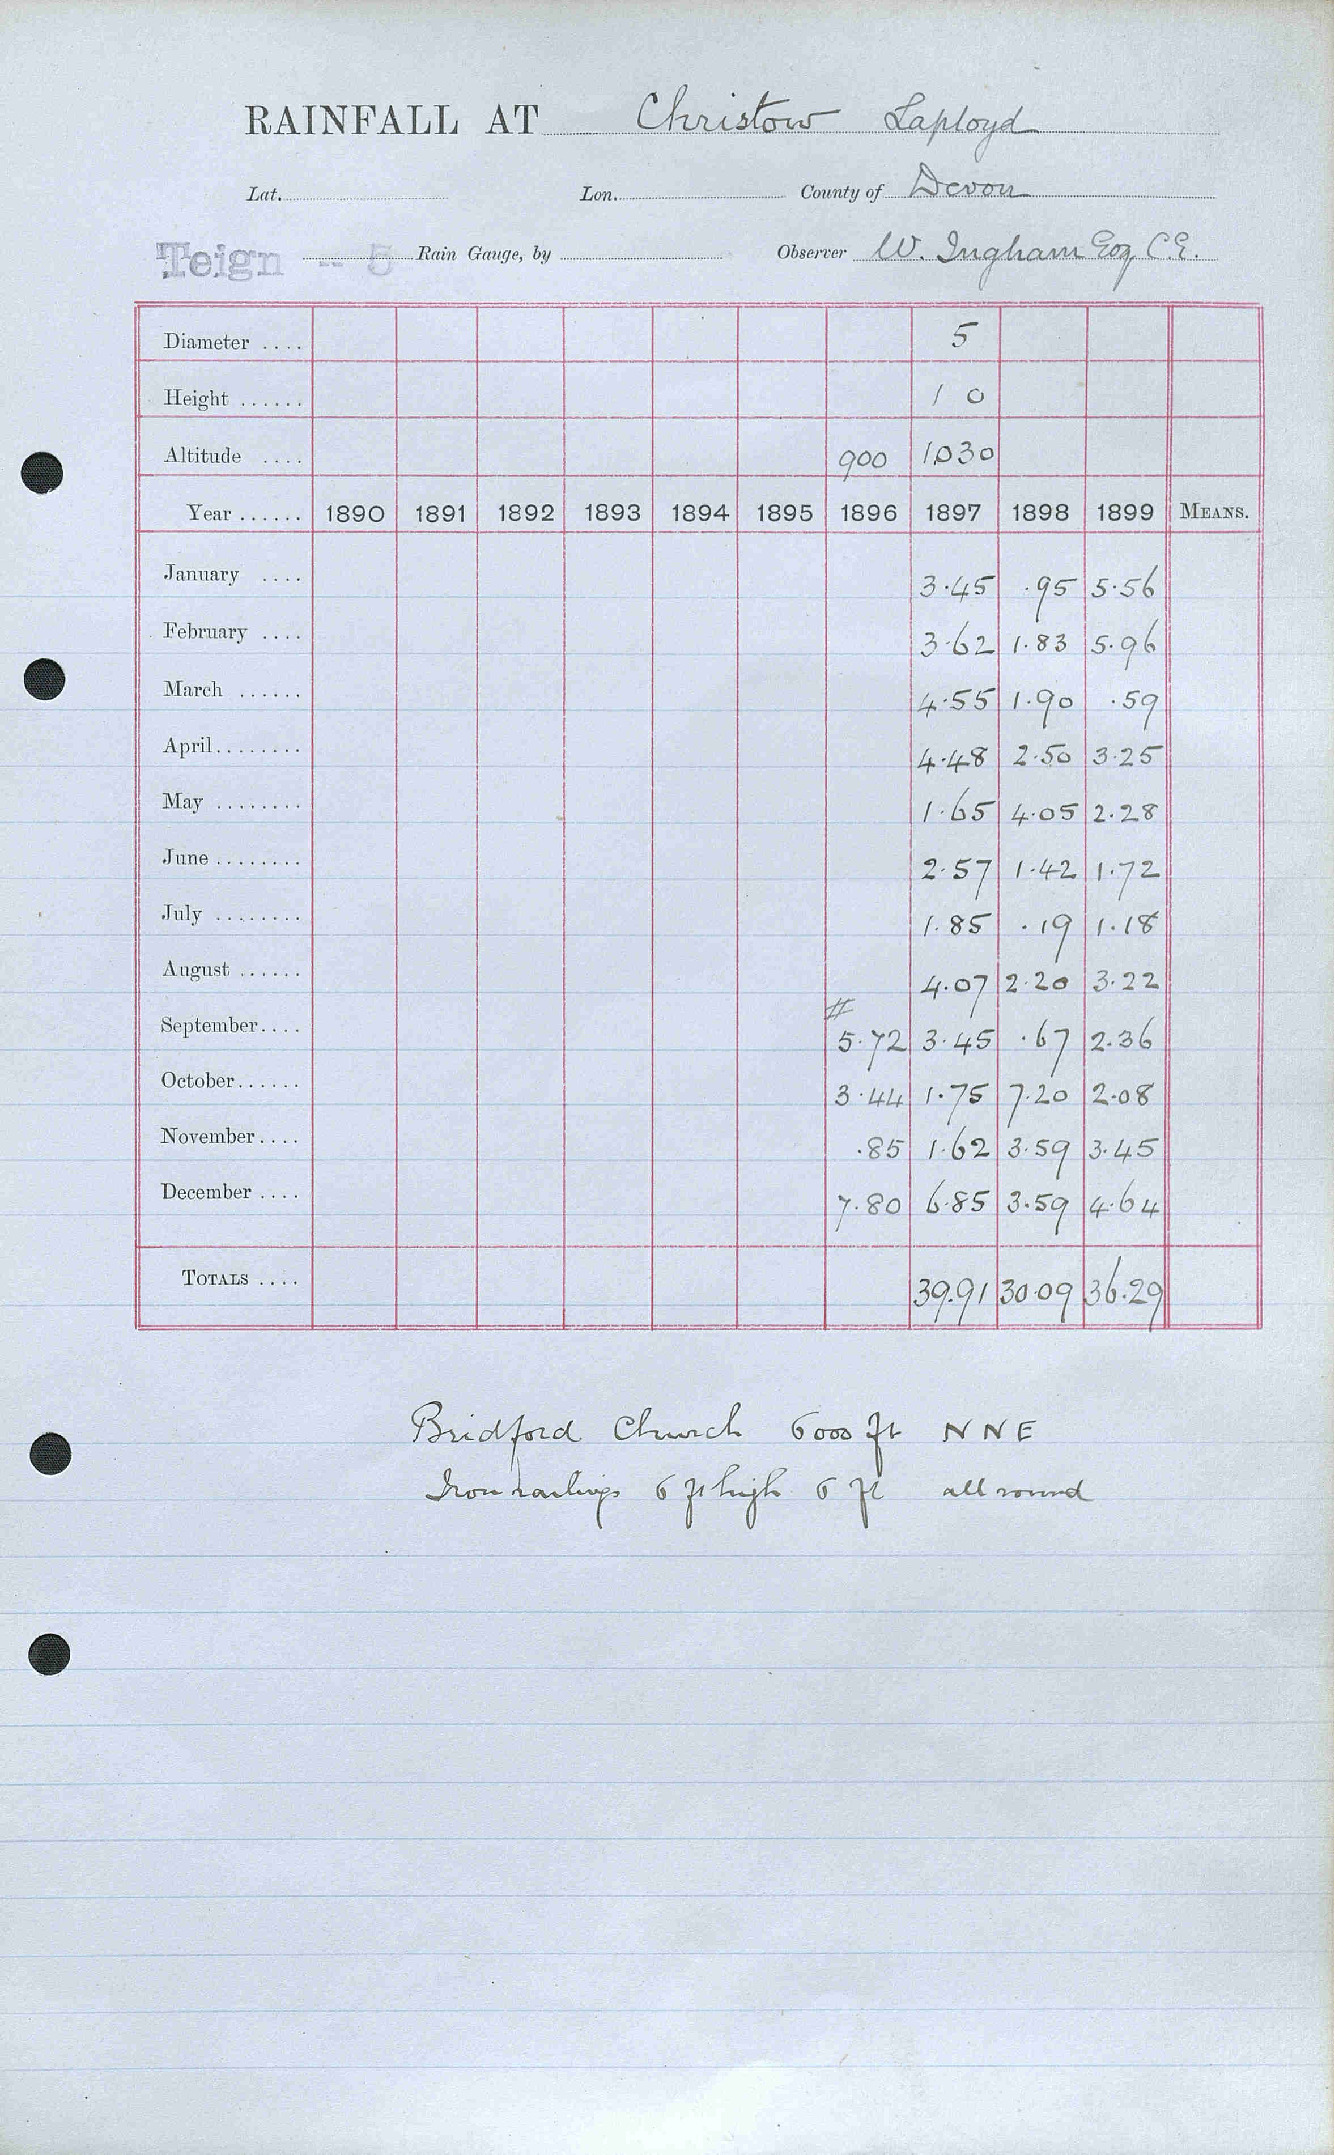 RAINFALL AT Christow Laployd
Lat. Lon. County of Devon
Teign - 5 Rain Gauge, by Observer W. Ingham Esq C.E.
Diameter .... 5
Height ...... 1 0
Altitude .... 900 1030
Year ...... 1890 1891 1892 1893 1894 1895 1896 1897 1898 1899 MEANS.
January .... 3.45 .95 5.56
February .... 3.62 1.83 5.96
March ...... 4.55 1.90 .59
April........ 4.48 2.50 3.25
May ........ 1.65 4.05 2.28
June ........ 2.57 1.42 1.72
July ........ 1.85 .19 1.18
August ...... 4.07 2.20 3.22
#
September.... 5.72 3.45 .67 2.36
October...... 3.44 1.75 7.20 2.08
November.... .85 1.62 3.59 3.45
December .... 7.80 6.85 3.59 4.64
TOTALS .... 39.91 30.09 36.29
Bridford Church 6000 ft NNE
Iron railings 6 ft high 6 ft all round